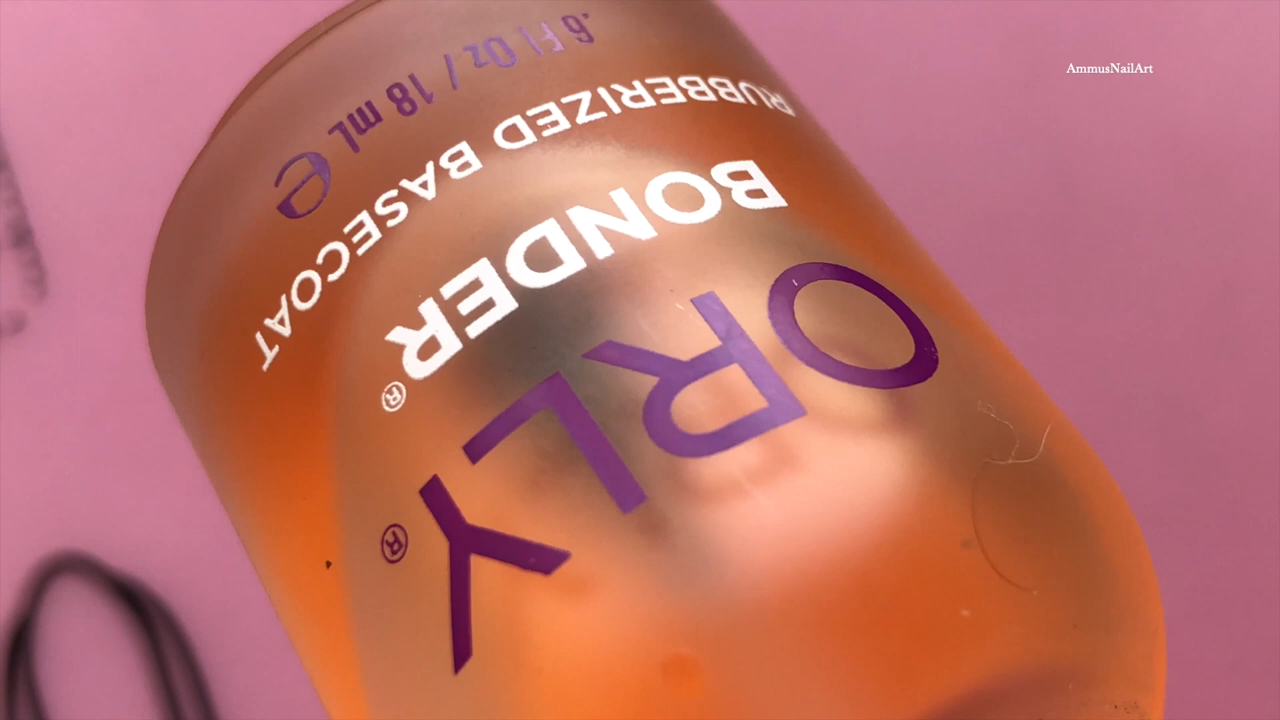 AmmusNailArt
ORLY®
BONDER®
RUBBERIZED BASECOAT
.6 Fl Oz / 18 mL e